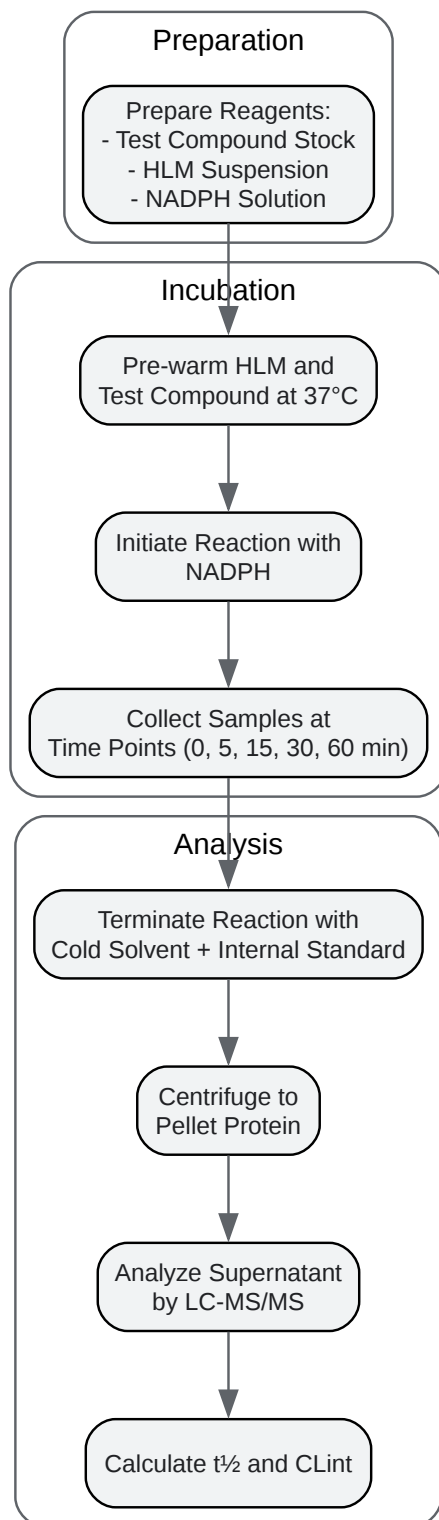 Preparation
Prepare Reagents:
- Test Compound Stock
- HLM Suspension
- NADPH Solution
Incubation
Pre-warm HLM and
Test Compound at 37°C
Initiate Reaction with
NADPH
Collect Samples at
Time Points (0, 5, 15, 30, 60 min)
Analysis
Terminate Reaction with
Cold Solvent + Internal Standard
Centrifuge to
Pellet Protein
Analyze Supernatant
by LC-MS/MS
Calculate t½ and CLint